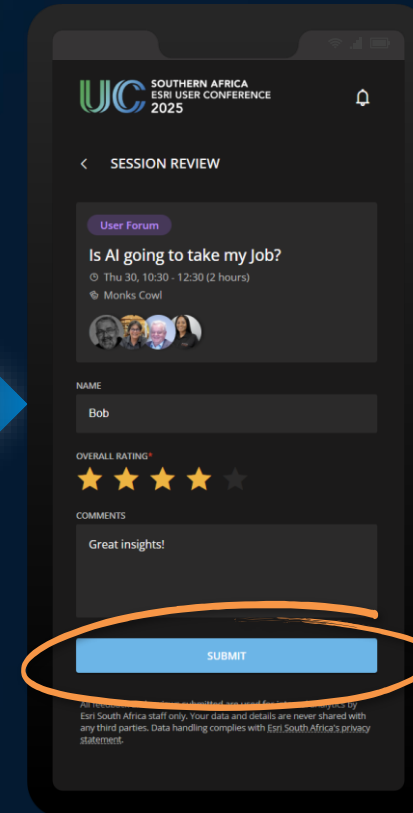 UC SOUTHERN AFRICA
ESRI USER CONFERENCE
2025
SESSION REVIEW
User Forum
Is AI going to take my Job?
Thu 30, 10:30 - 12:30 (2 hours)
Monks Cowl
NAME
Bob
OVERALL RATING*
COMMENTS
Great insights!
SUBMIT
All by
Esri South Africa staff only. Your data and details are never shared with
any third parties. Data handling complies with Esri South Africa's privacy
statement.